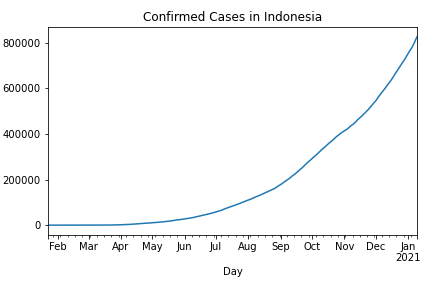 Confirmed Cases in Indonesia
800000
600000
400000
200000
0
Feb Mar Apr May Jun Jul Aug Sep Oct Nov Dec Jan
2021
Day